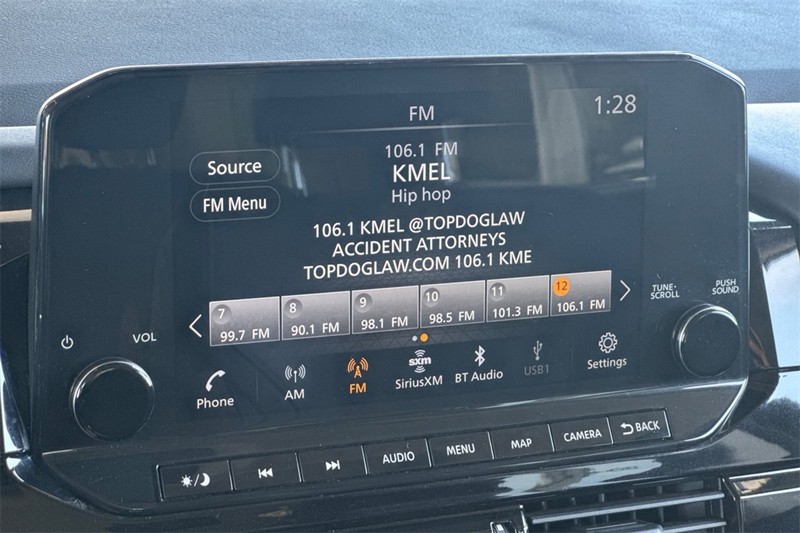 FM
1:28
106.1 FM
KMEL
Hip hop
Source
FM Menu
106.1 KMEL @TOPDOGLAW
ACCIDENT ATTORNEYS
TOPDOGLAW.COM 106.1 KME
7 8 9 10 11 12
99.7 FM 90.1 FM 98.1 FM 98.5 FM 101.3 FM 106.1 FM
VOL
TUNE·SCROLL
PUSH SOUND
Phone
AM
FM
sxm
SiriusXM
BT Audio
USB1
Settings
AUDIO
MENU
MAP
CAMERA
BACK